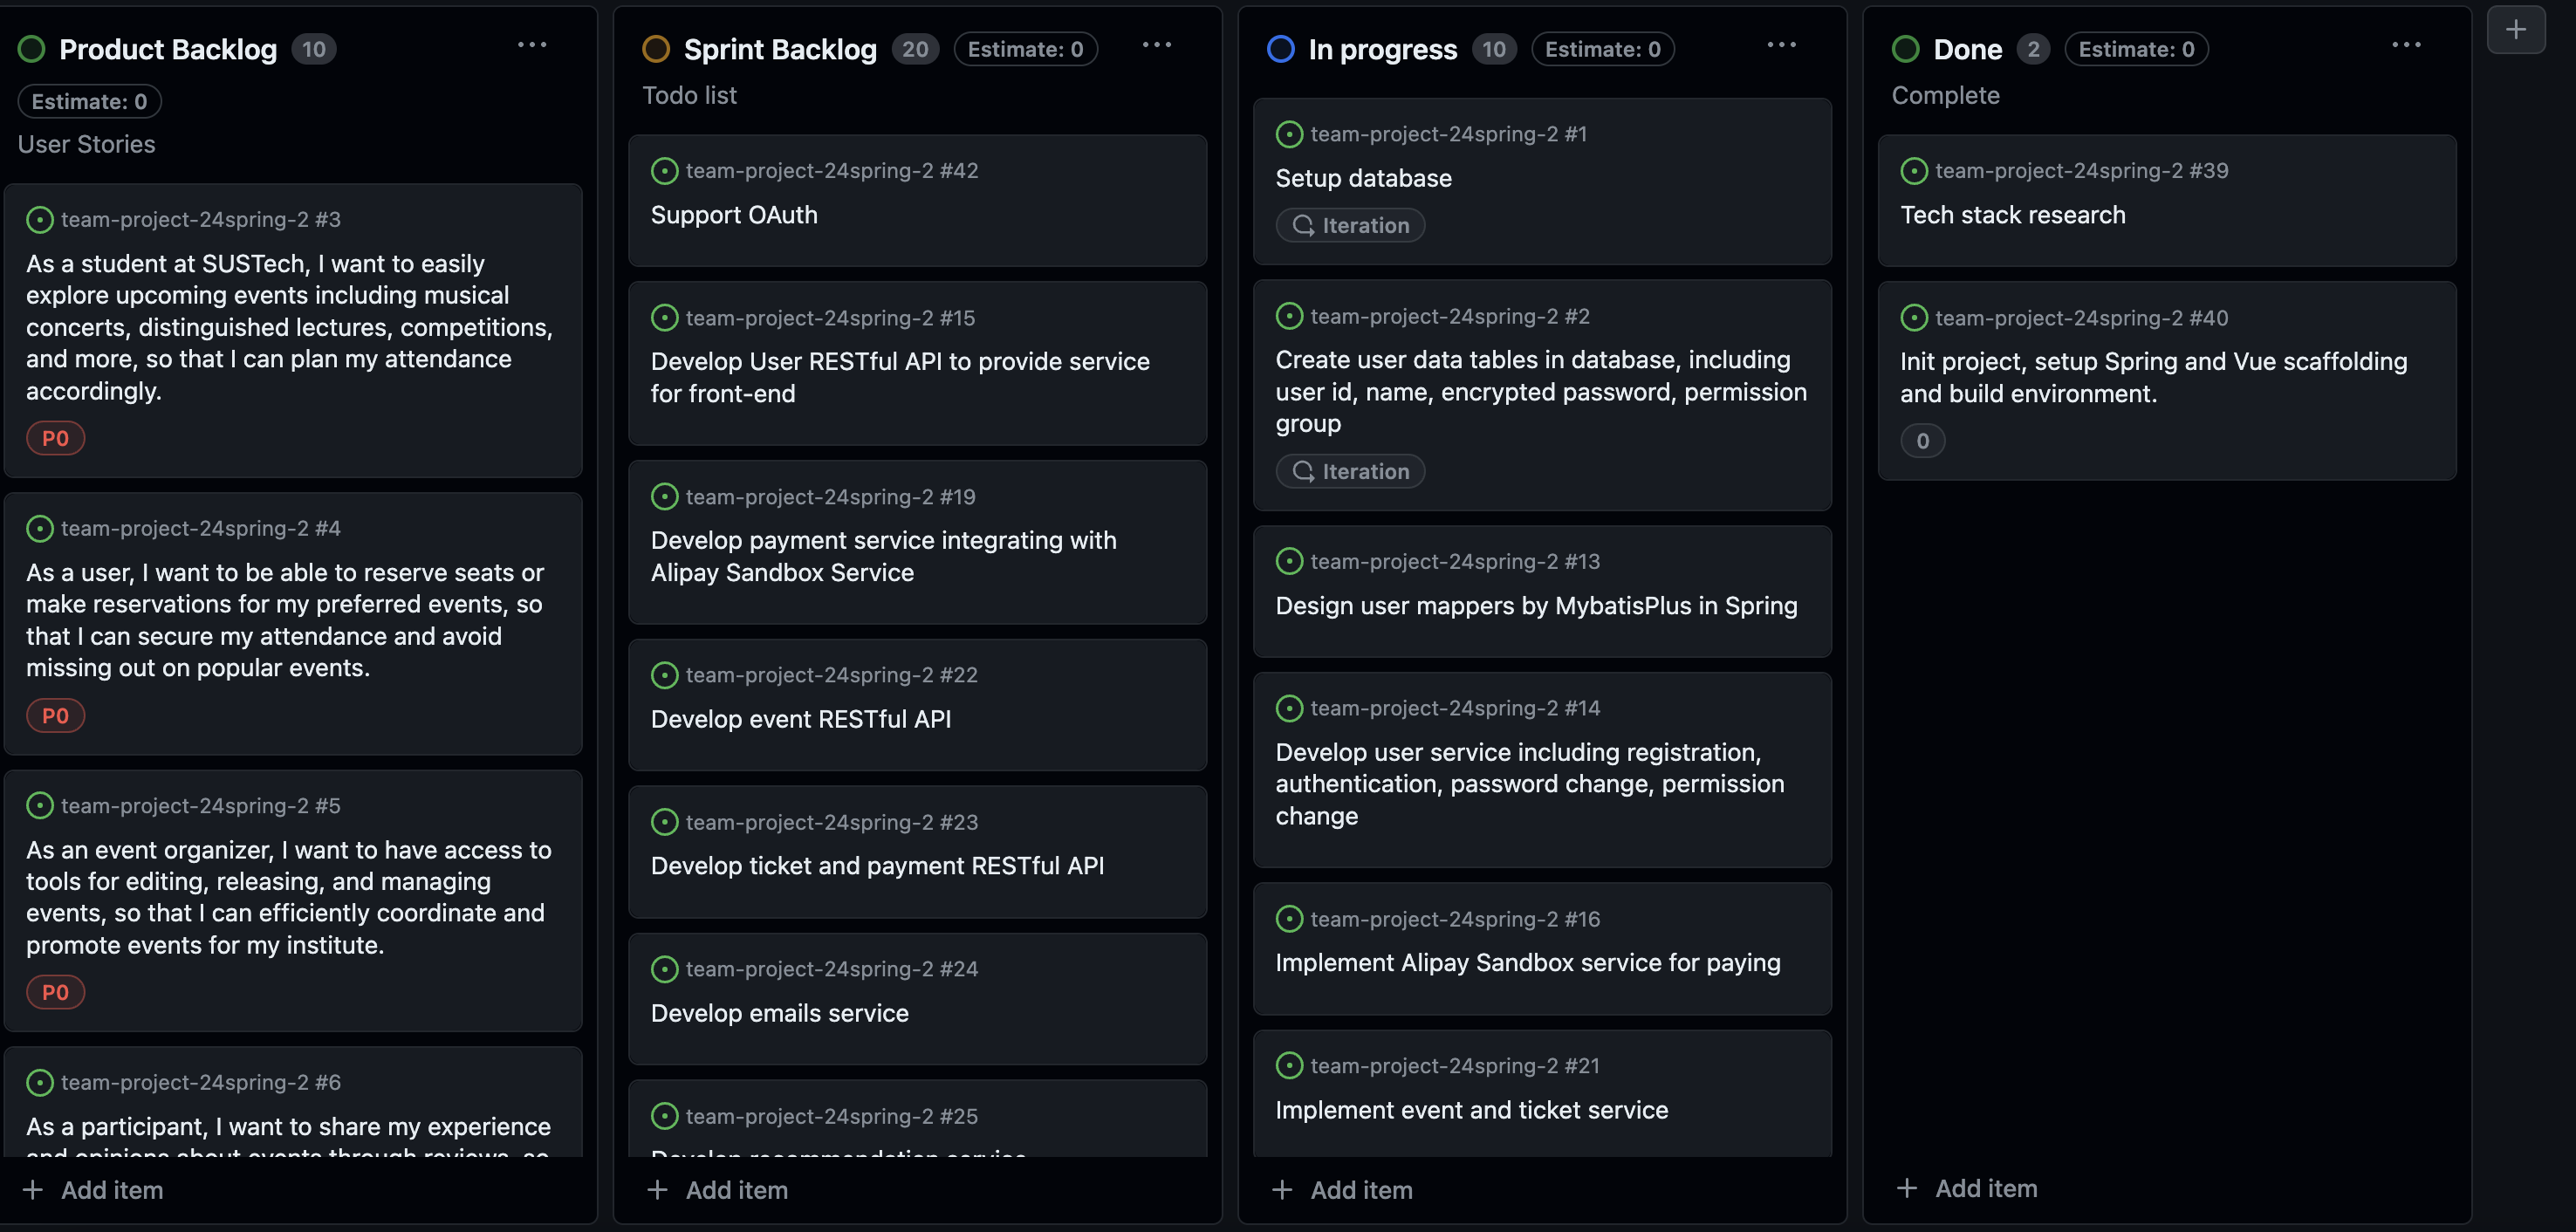 Product Backlog 10
Estimate: 0
User Stories
team-project-24spring-2 #3
As a student at SUSTech, I want to easily
explore upcoming events including musical
concerts, distinguished lectures, competitions,
and more, so that I can plan my attendance
accordingly.
P0
team-project-24spring-2 #4
As a user, I want to be able to reserve seats or
make reservations for my preferred events, so
that I can secure my attendance and avoid
missing out on popular events.
P0
team-project-24spring-2 #5
As an event organizer, I want to have access to
tools for editing, releasing, and managing
events, so that I can efficiently coordinate and
promote events for my institute.
P0
team-project-24spring-2 #6
As a participant, I want to share my experience
and opinions about events through reviews, so
Add item
Sprint Backlog 20 Estimate: 0
Todo list
team-project-24spring-2 #42
Support OAuth
team-project-24spring-2 #15
Develop User RESTful API to provide service
for front-end
team-project-24spring-2 #19
Develop payment service integrating with
Alipay Sandbox Service
team-project-24spring-2 #22
Develop event RESTful API
team-project-24spring-2 #23
Develop ticket and payment RESTful API
team-project-24spring-2 #24
Develop emails service
team-project-24spring-2 #25
Develop recommendation service
Add item
In progress 10 Estimate: 0
team-project-24spring-2 #1
Setup database
Iteration
team-project-24spring-2 #2
Create user data tables in database, including
user id, name, encrypted password, permission
group
Iteration
team-project-24spring-2 #13
Design user mappers by MybatisPlus in Spring
team-project-24spring-2 #14
Develop user service including registration,
authentication, password change, permission
change
team-project-24spring-2 #16
Implement Alipay Sandbox service for paying
team-project-24spring-2 #21
Implement event and ticket service
Add item
Done 2 Estimate: 0
Complete
team-project-24spring-2 #39
Tech stack research
team-project-24spring-2 #40
Init project, setup Spring and Vue scaffolding
and build environment.
0
Add item